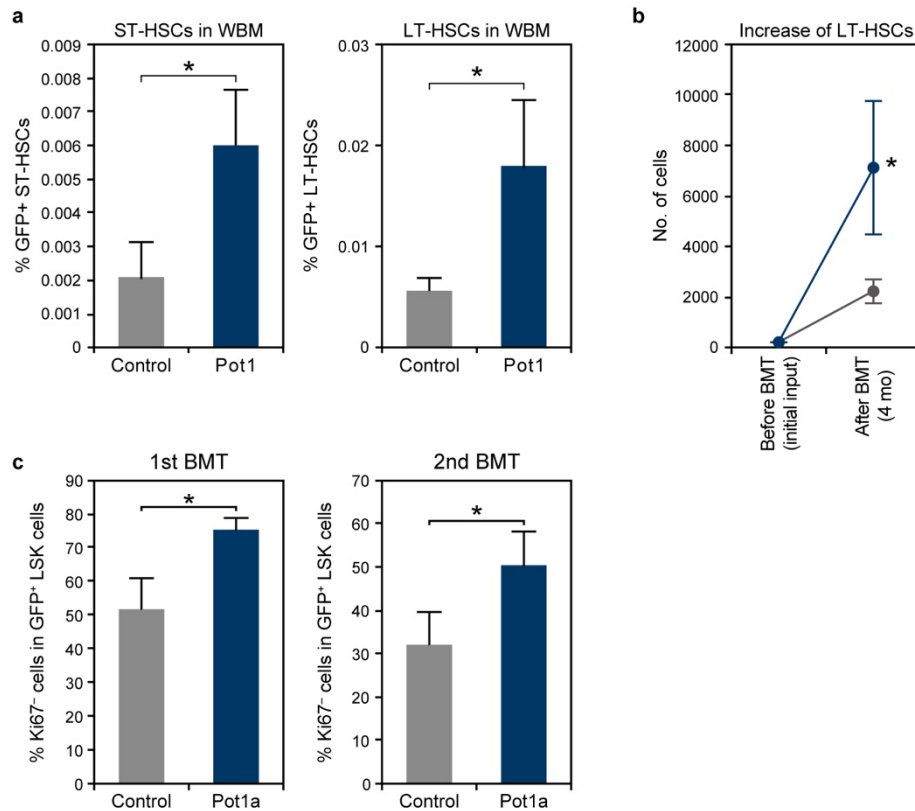 a
ST-HSCs in WBM
% GFP+ ST-HSCs
0.009
0.008
0.007
0.006
0.005
0.004
0.003
0.002
0.001
0
*
Control
Pot1
LT-HSCs in WBM
% GFP+ LT-HSCs
0.03
0.02
0.01
0
*
Control
Pot1
b
Increase of LT-HSCs
No. of cells
12000
10000
8000
6000
4000
2000
0
*
Before BMT
(initial input)
After BMT
(4 mo)
c
1st BMT
% Ki67⁻ cells in GFP⁺ LSK cells
90
80
70
60
50
40
30
20
10
0
*
Control
Pot1a
2nd BMT
% Ki67⁻ cells in GFP⁺ LSK cells
70
60
50
40
30
20
10
0
*
Control
Pot1a